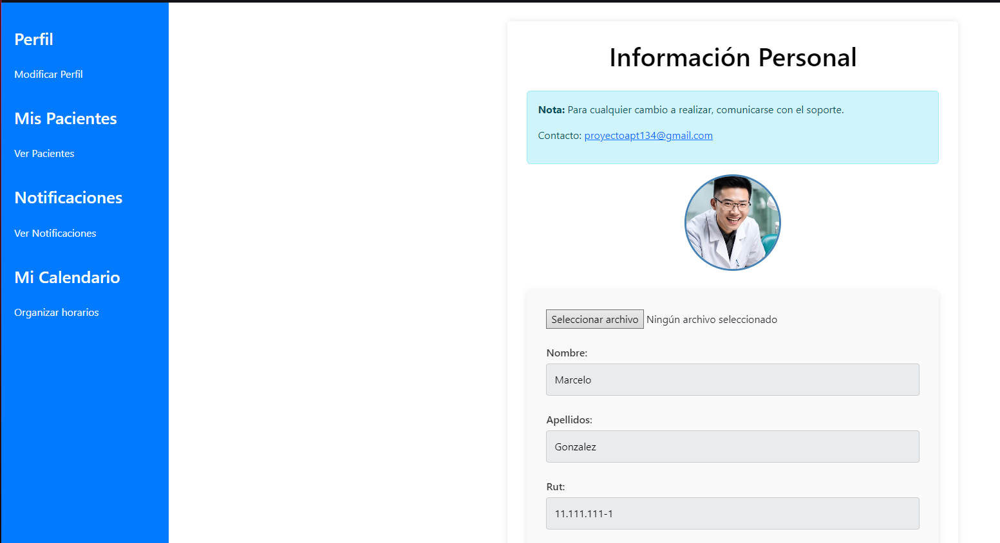 Perfil
Modificar Perfil
Mis Pacientes
Ver Pacientes
Notificaciones
Ver Notificaciones
Mi Calendario
Organizar horarios
Información Personal
Nota: Para cualquier cambio a realizar, comunicarse con el soporte.
Contacto: proyectoapt134@gmail.com
Seleccionar archivo Ningún archivo seleccionado
Nombre:
Marcelo
Apellidos:
Gonzalez
Rut:
11.111.111-1